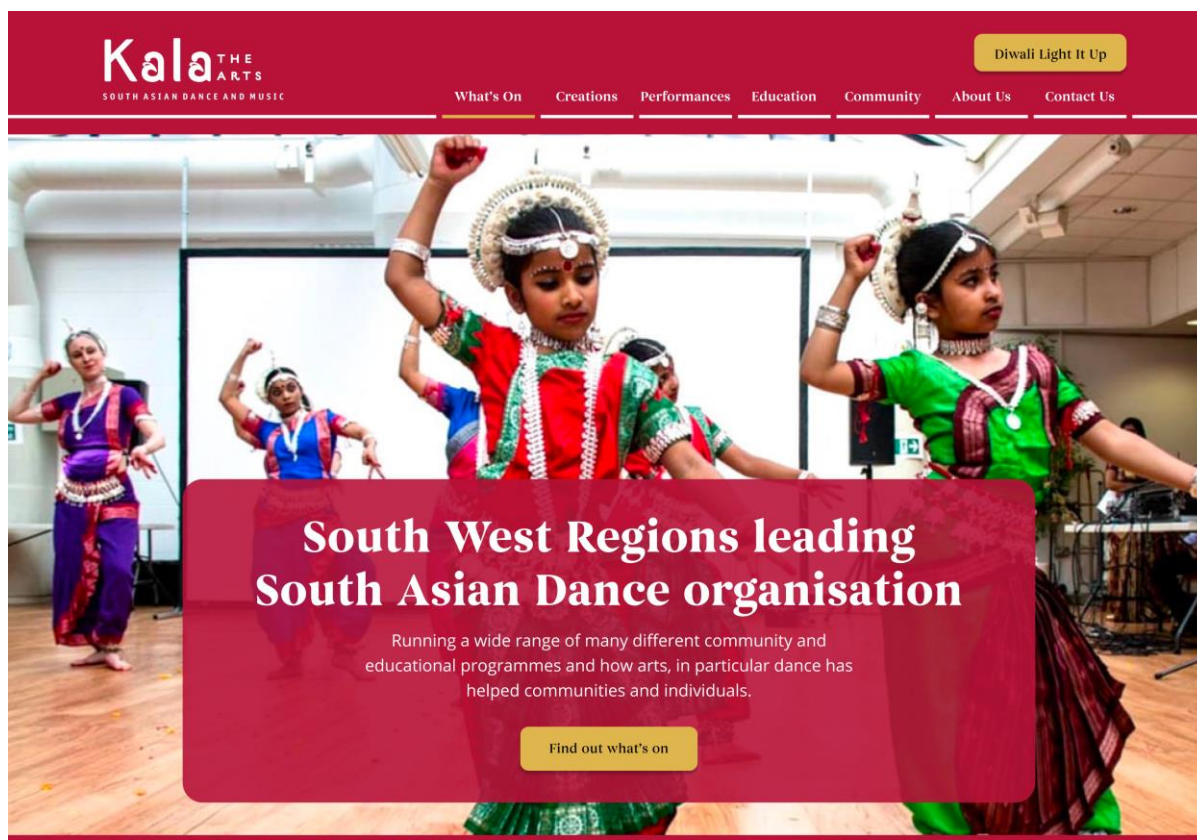 Kala THE ARTS
SOUTH ASIAN DANCE AND MUSIC
Diwali Light It Up
What's On Creations Performances Education Community About Us Contact Us
South West Regions leading
South Asian Dance organisation
Running a wide range of many different community and
educational programmes and how arts, in particular dance has
helped communities and individuals.
Find out what's on